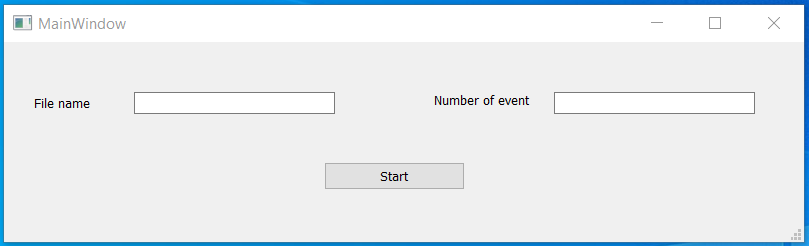 MainWindow
File name
Number of event
Start